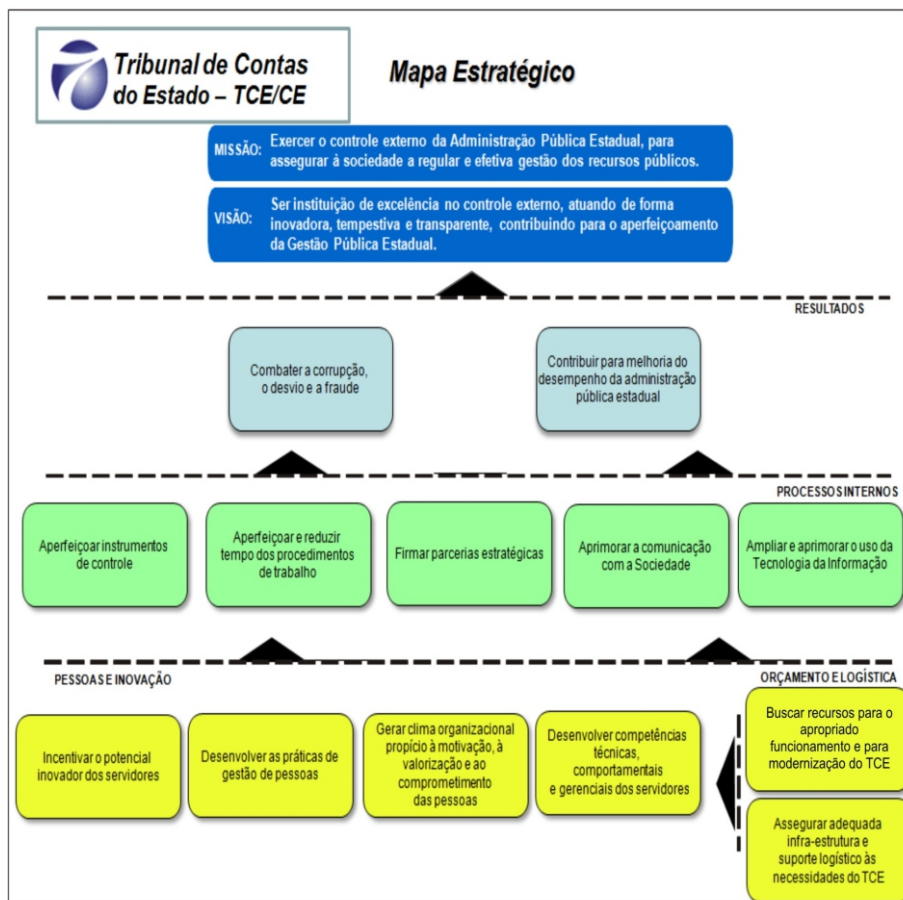 Tribunal de Contas
do Estado – TCE/CE
Mapa Estratégico
MISSÃO: Exercer o controle externo da Administração Pública Estadual, para
assegurar à sociedade a regular e efetiva gestão dos recursos públicos.
VISÃO: Ser instituição de excelência no controle externo, atuando de forma
inovadora, tempestiva e transparente, contribuindo para o aperfeiçoamento
da Gestão Pública Estadual.
RESULTADOS
Combater a corrupção,
o desvio e a fraude
Contribuir para melhoria do
desempenho da administração
pública estadual
PROCESSOS INTERNOS
Aperfeiçoar instrumentos
de controle
Aperfeiçoar e reduzir
tempo dos procedimentos
de trabalho
Firmar parcerias estratégicas
Aprimorar a comunicação
com a Sociedade
Ampliar e aprimorar o uso da
Tecnologia da Informação
PESSOAS E INOVAÇÃO
Incentivar o potencial
inovador dos servidores
Desenvolver as práticas de
gestão de pessoas
Gerar clima organizacional
propício à motivação, à
valorização e ao
comprometimento
das pessoas
Desenvolver competências
técnicas,
comportamentais
e gerenciais dos servidores
ORÇAMENTO E LOGÍSTICA
Buscar recursos para o
apropriado
funcionamento e para
modernização do TCE
Assegurar adequada
infra-estrutura e
suporte logístico às
necessidades do TCE